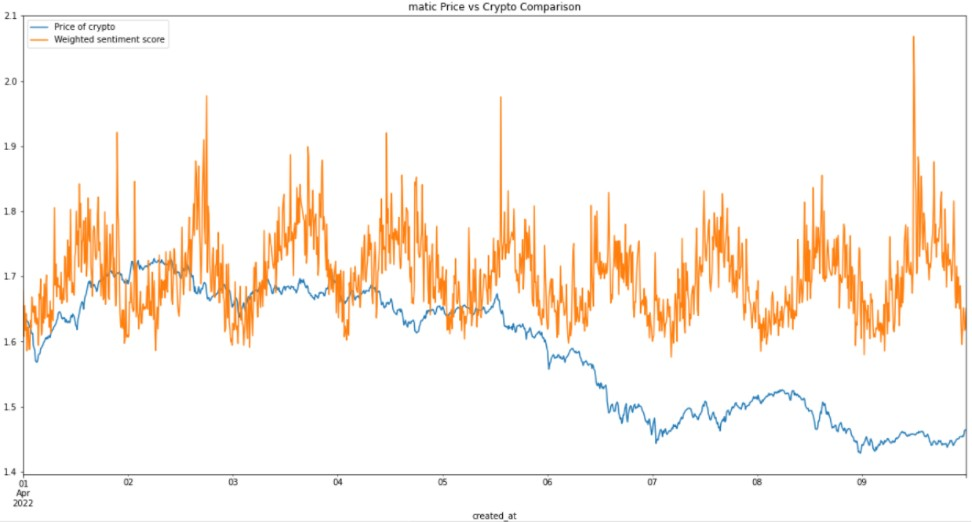 matic Price vs Crypto Comparison
Price of crypto
Weighted sentiment score
2.1
2.0
1.9
1.8
1.7
1.6
1.5
1.4
01 02 03 04 05 06 07 08 09
Apr
2022
created_at